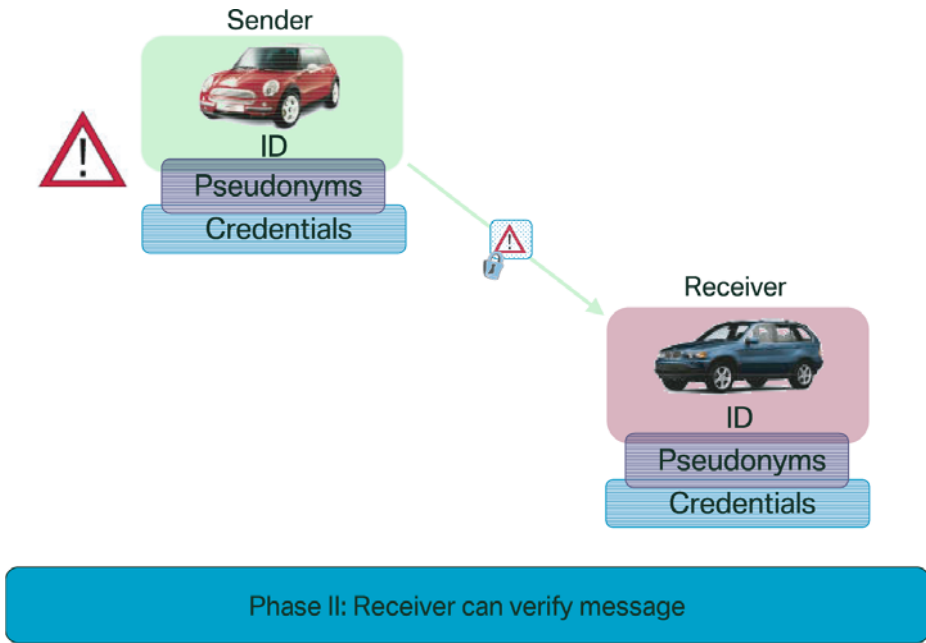 Sender
ID
Pseudonyms
Credentials
Receiver
ID
Pseudonyms
Credentials
Phase II: Receiver can verify message